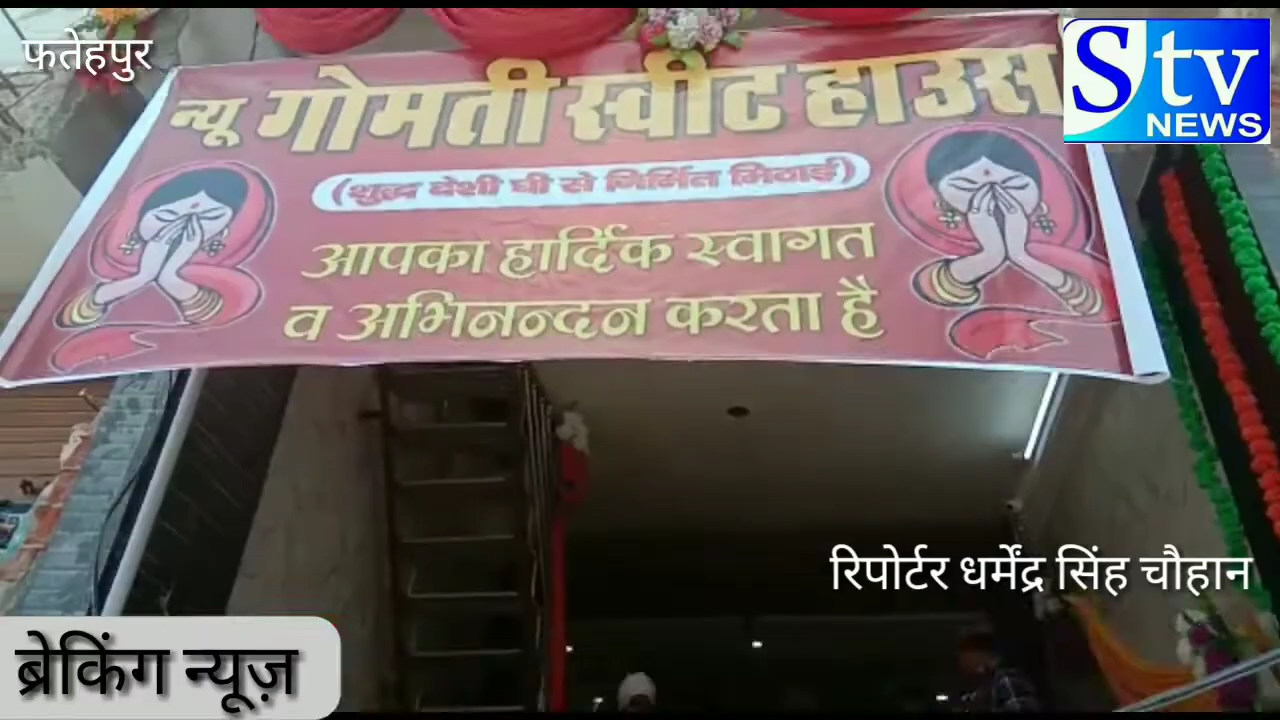 फतेहपुर
Stv
NEWS
न्यू गोमती स्वीट हाउस
(शुद्ध देशी घी से निर्मित मिठाई)
आपका हार्दिक स्वागत
व अभिनन्दन करता है
रिपोर्टर धर्मेंद्र सिंह चौहान
ब्रेकिंग न्यूज़